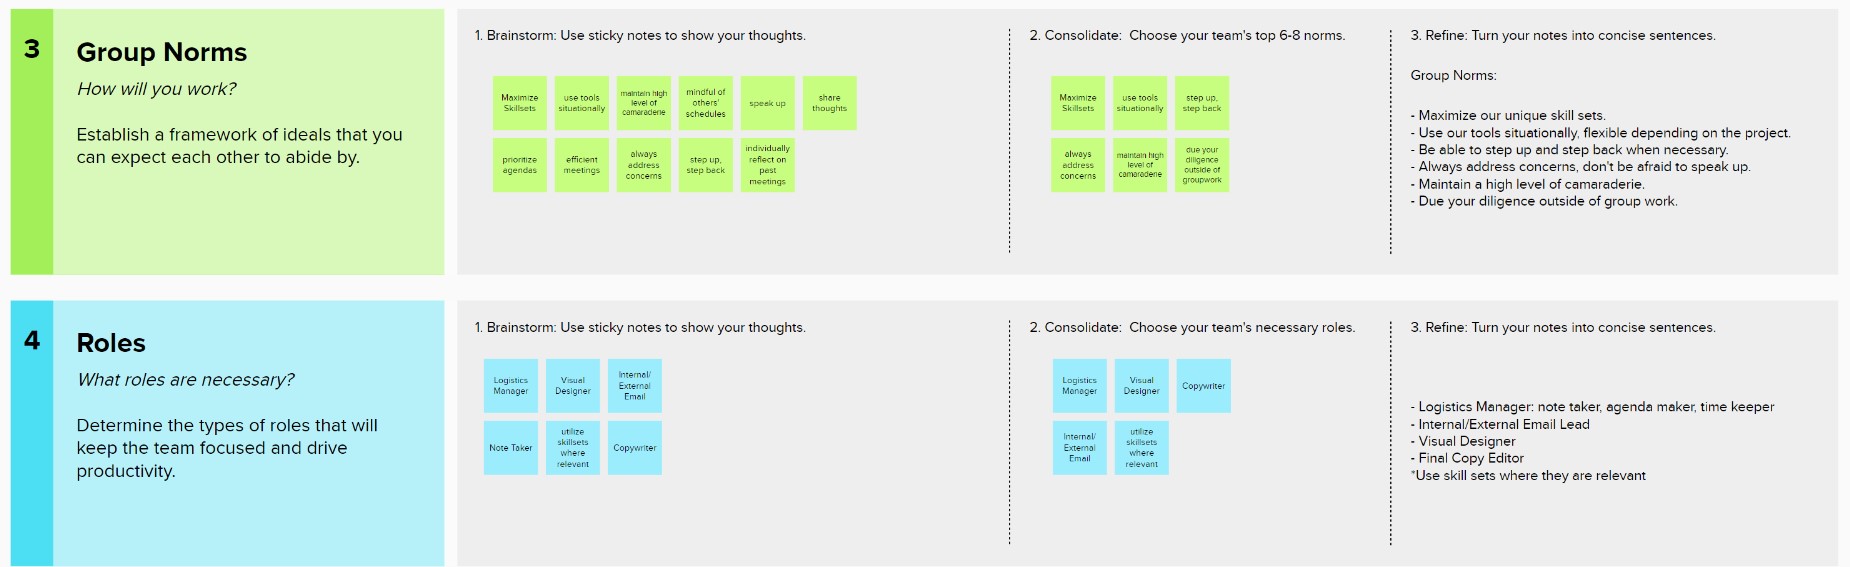 3
Group Norms
How will you work?
Establish a framework of ideals that you
can expect each other to abide by.
1. Brainstorm: Use sticky notes to show your thoughts.
Maximize
Skillsets
use tools
situationally
maintain high
level of
camaraderie
mindful of
others'
schedules
speak up
share
thoughts
prioritize
agendas
efficient
meetings
always
address
concerns
step up,
step back
individually
reflect on
past
meetings
2. Consolidate:  Choose your team's top 6-8 norms.
Maximize
Skillsets
use tools
situationally
step up,
step back
always
address
concerns
maintain high
level of
camaraderie
due your
diligence
outside of
groupwork
3. Refine: Turn your notes into concise sentences.
Group Norms:
- Maximize our unique skill sets.
- Use our tools situationally, flexible depending on the project.
- Be able to step up and step back when necessary.
- Always address concerns, don't be afraid to speak up.
- Maintain a high level of camaraderie.
- Due your diligence outside of group work.
4
Roles
What roles are necessary?
Determine the types of roles that will
keep the team focused and drive
productivity.
1. Brainstorm: Use sticky notes to show your thoughts.
Logistics
Manager
Visual
Designer
Internal/
External
Email
Note Taker
utilize
skillsets
where
relevant
Copywriter
2. Consolidate:  Choose your team's necessary roles.
Logistics
Manager
Visual
Designer
Copywriter
Internal/
External
Email
utilize
skillsets
where
relevant
3. Refine: Turn your notes into concise sentences.
- Logistics Manager: note taker, agenda maker, time keeper
- Internal/External Email Lead
- Visual Designer
- Final Copy Editor
*Use skill sets where they are relevant